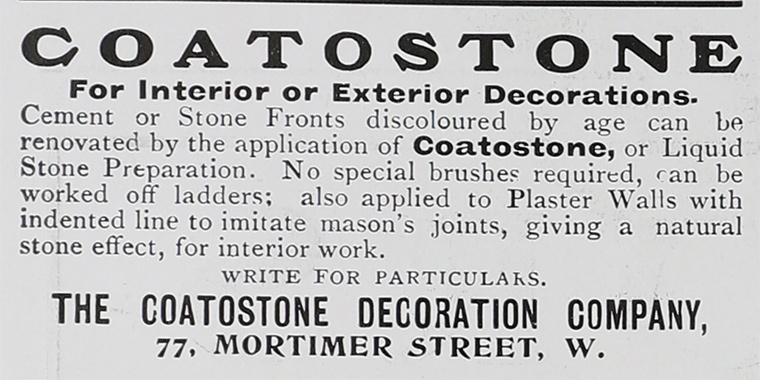 COATOSTONE
For Interior or Exterior Decorations.
Cement or Stone Fronts discoloured by age can be
renovated by the application of Coatostone, or Liquid
Stone Preparation. No special brushes required, can be
worked off ladders; also applied to Plaster Walls with
indented line to imitate mason's joints, giving a natural
stone effect, for interior work.
WRITE FOR PARTICULARS.
THE COATOSTONE DECORATION COMPANY,
77, MORTIMER STREET, W.